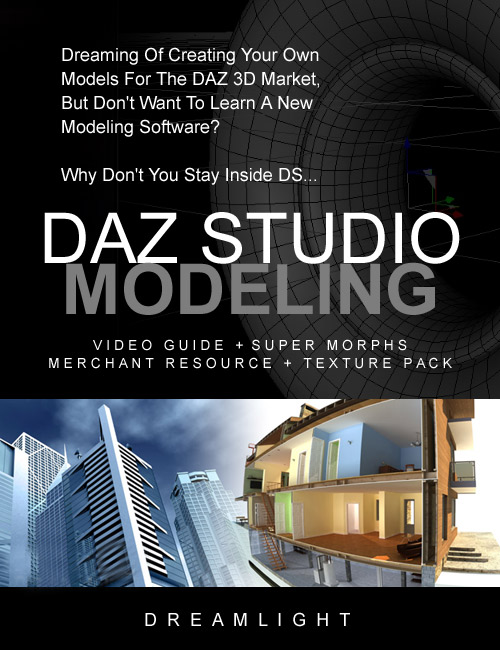 Dreaming Of Creating Your Own
Models For The DAZ 3D Market,
But Don't Want To Learn A New
Modeling Software?
Why Don't You Stay Inside DS...
DAZ STUDIO
MODELING
VIDEO GUIDE + SUPER MORPHS
MERCHANT RESOURCE + TEXTURE PACK
DREAMLIGHT